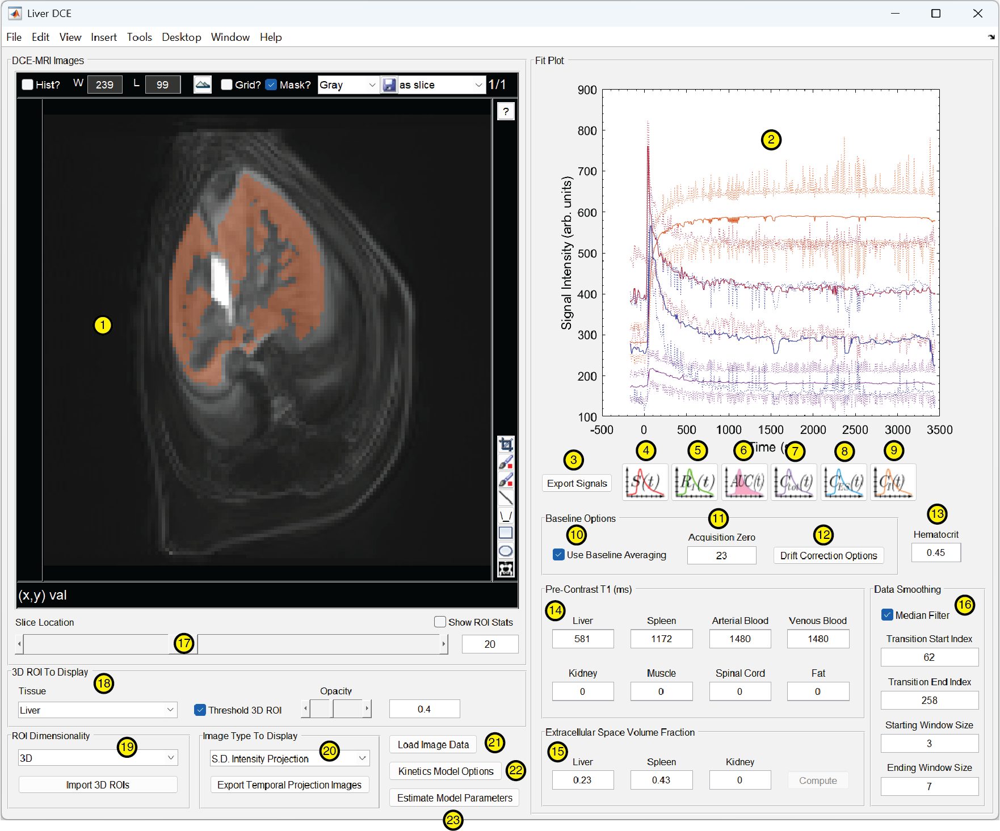 Liver DCE
File Edit View Insert Tools Desktop Window Help
DCE-MRI Images
Hist? W 239 L 99 Grid? Mask? Gray as slice 1/1
?
1
(x,y) val
Slice Location
Show ROI Stats
17
20
3D ROI To Display
18
Tissue
Opacity
Liver
Threshold 3D ROI
0.4
ROI Dimensionality
19
3D
Import 3D ROIs
Image Type To Display
20
S.D. Intensity Projection
Export Temporal Projection Images
Load Image Data
21
Kinetics Model Options
22
Estimate Model Parameters
23
Fit Plot
900
800
700
600
500
400
300
200
100
Signal Intensity (arb. units)
2
-500 0 500 1000 1500 2000 2500 3000 3500
Time (
3
4
5
6
7
8
9
Export Signals
S(t)
R1(t)
AUC(t)
Ctot(t)
CES(t)
CI(t)
Baseline Options
10
11
12
13
Use Baseline Averaging
Acquisition Zero
23
Drift Correction Options
Hematocrit
0.45
Pre-Contrast T1 (ms)
14
Liver Spleen Arterial Blood Venous Blood
581 1172 1480 1480
Kidney Muscle Spinal Cord Fat
0 0 0 0
Extracellular Space Volume Fraction
15
Liver Spleen Kidney
0.23 0.43 0 Compute
Data Smoothing
16
Median Filter
Transition Start Index
62
Transition End Index
258
Starting Window Size
3
Ending Window Size
7